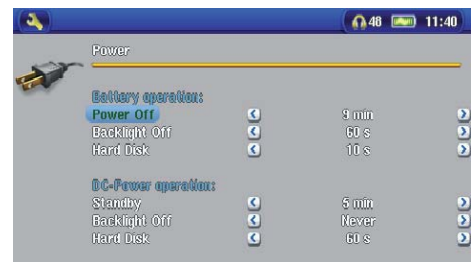 48 11:40
Power
Battery operation:
Power Off 9 min
Backlight Off 60 s
Hard Disk 10 s
DC-Power operation:
Standby 5 min
Backlight Off Never
Hard Disk 60 s